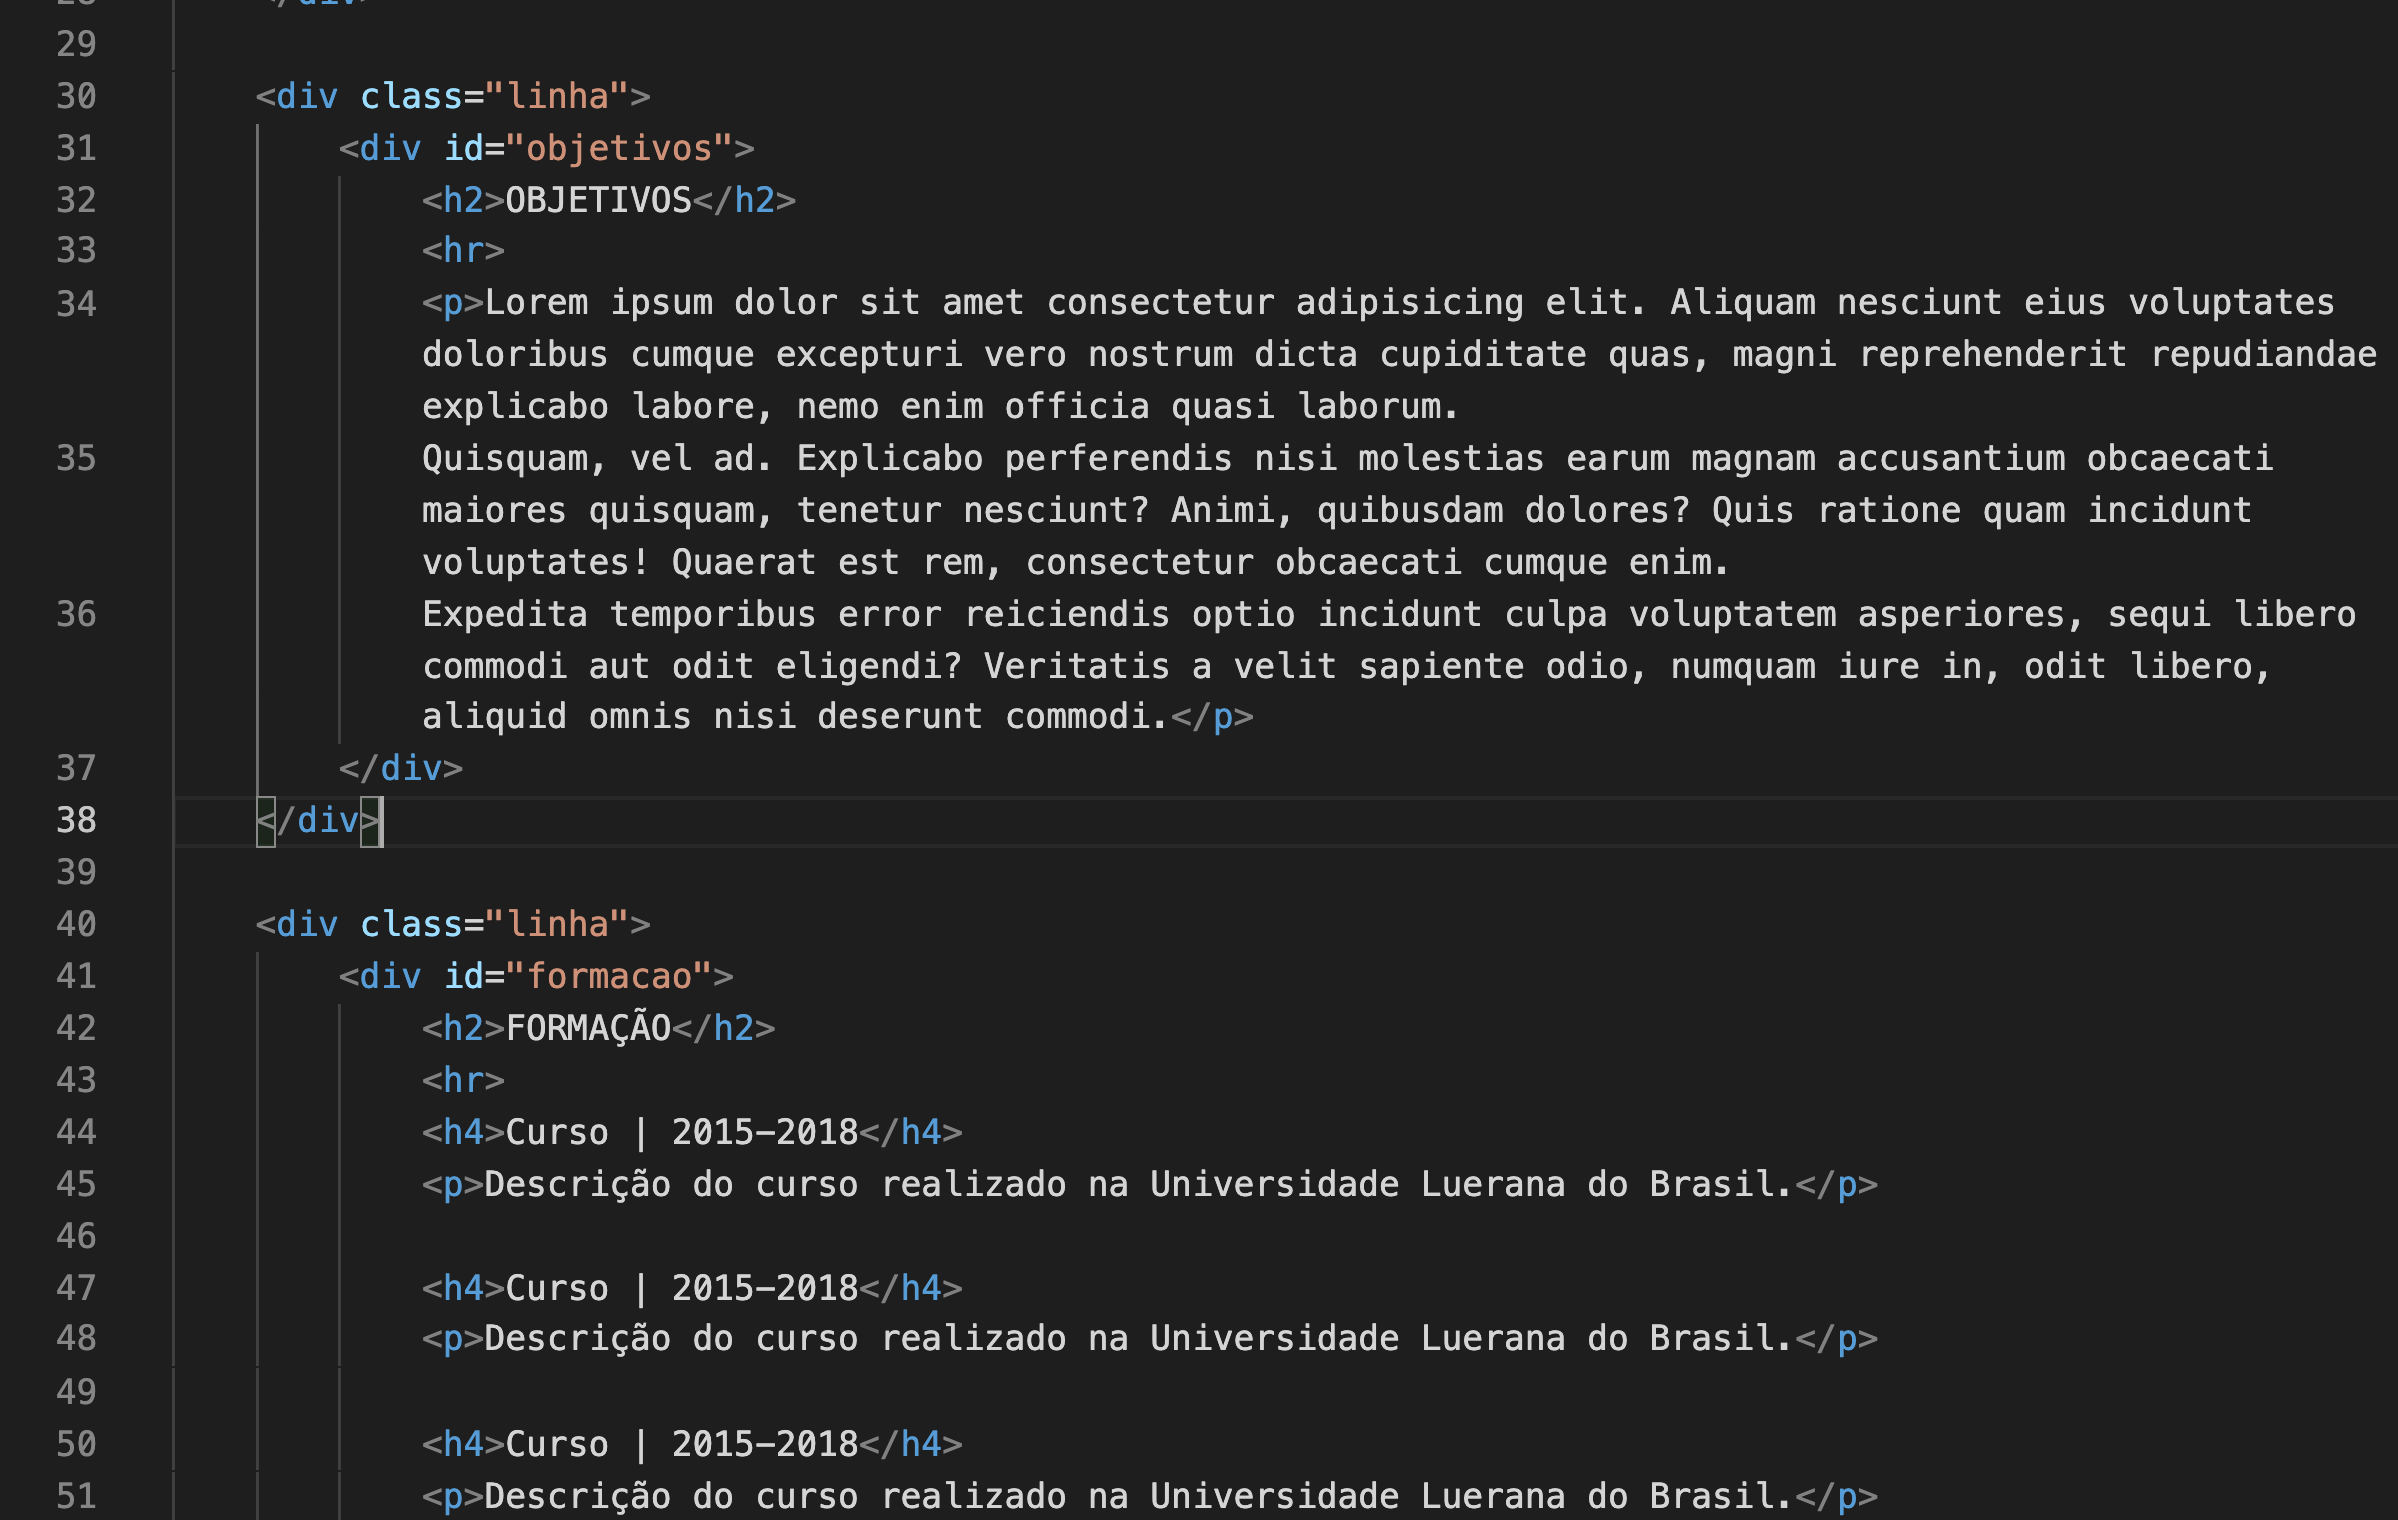 28 </div>
29
30 <div class="linha">
31 <div id="objetivos">
32 <h2>OBJETIVOS</h2>
33 <hr>
34 <p>Lorem ipsum dolor sit amet consectetur adipisicing elit. Aliquam nesciunt eius voluptates
doloribus cumque excepturi vero nostrum dicta cupiditate quas, magni reprehenderit repudiandae
explicabo labore, nemo enim officia quasi laborum.
35 Quisquam, vel ad. Explicabo perferendis nisi molestias earum magnam accusantium obcaecati
maiores quisquam, tenetur nesciunt? Animi, quibusdam dolores? Quis ratione quam incidunt
voluptates! Quaerat est rem, consectetur obcaecati cumque enim.
36 Expedita temporibus error reiciendis optio incidunt culpa voluptatem asperiores, sequi libero
commodi aut odit eligendi? Veritatis a velit sapiente odio, numquam iure in, odit libero,
aliquid omnis nisi deserunt commodi.</p>
37 </div>
38 </div>
39
40 <div class="linha">
41 <div id="formacao">
42 <h2>FORMAÇÃO</h2>
43 <hr>
44 <h4>Curso | 2015-2018</h4>
45 <p>Descrição do curso realizado na Universidade Luerana do Brasil.</p>
46
47 <h4>Curso | 2015-2018</h4>
48 <p>Descrição do curso realizado na Universidade Luerana do Brasil.</p>
49
50 <h4>Curso | 2015-2018</h4>
51 <p>Descrição do curso realizado na Universidade Luerana do Brasil.</p>